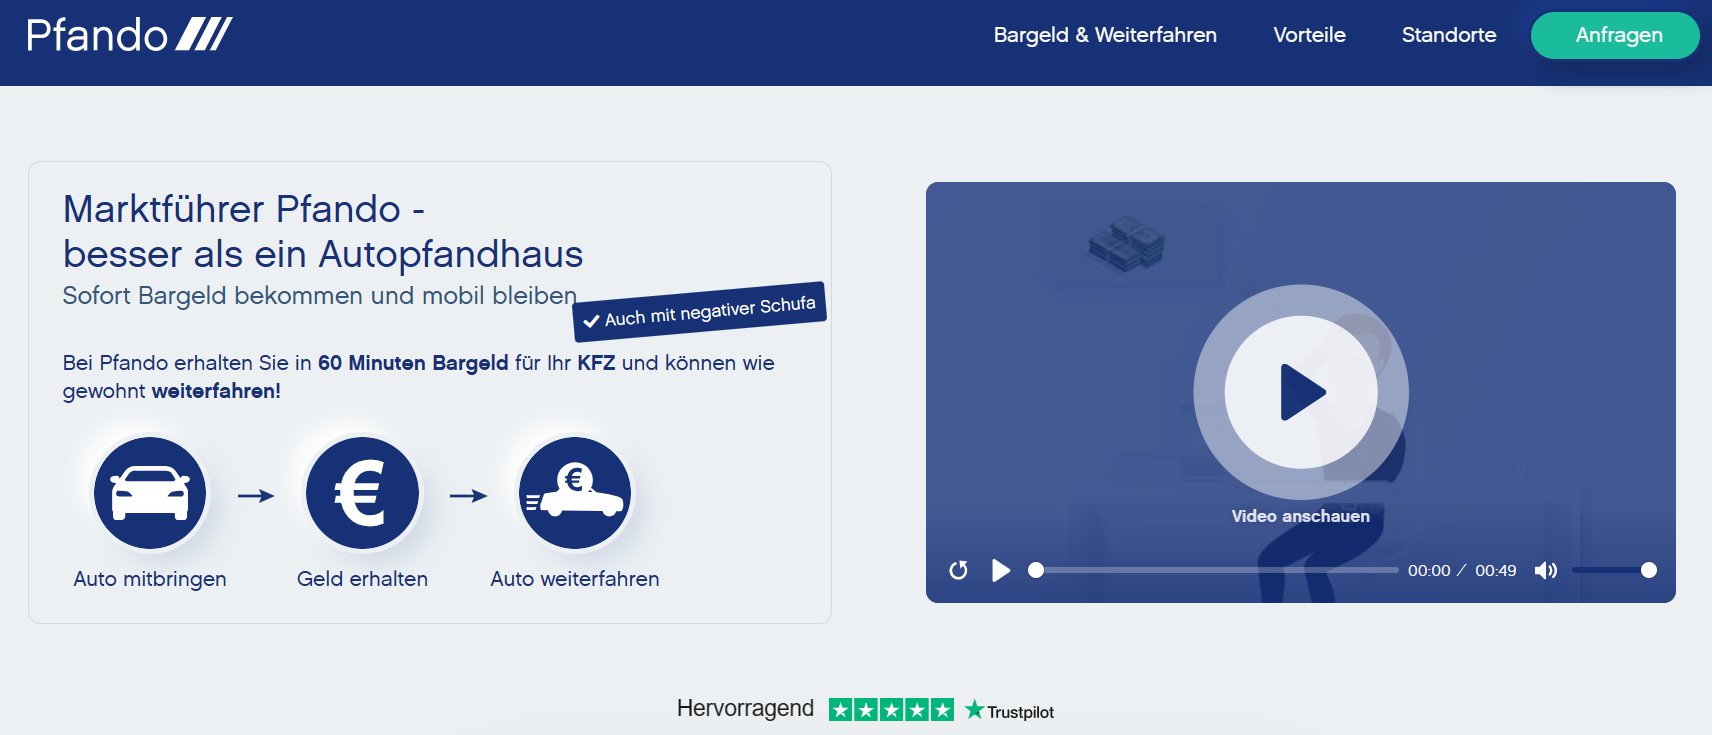 Pfando
Bargeld & Weiterfahren
Vorteile
Standorte
Anfragen
Marktführer Pfando -
besser als ein Autopfandhaus
Sofort Bargeld bekommen und mobil bleiben
Auch mit negativer Schufa
Bei Pfando erhalten Sie in 60 Minuten Bargeld für Ihr KFZ und können wie
gewohnt weiterfahren!
€
€
Auto mitbringen
Geld erhalten
Auto weiterfahren
Video anschauen
00:00 / 00:49
Hervorragend
Trustpilot